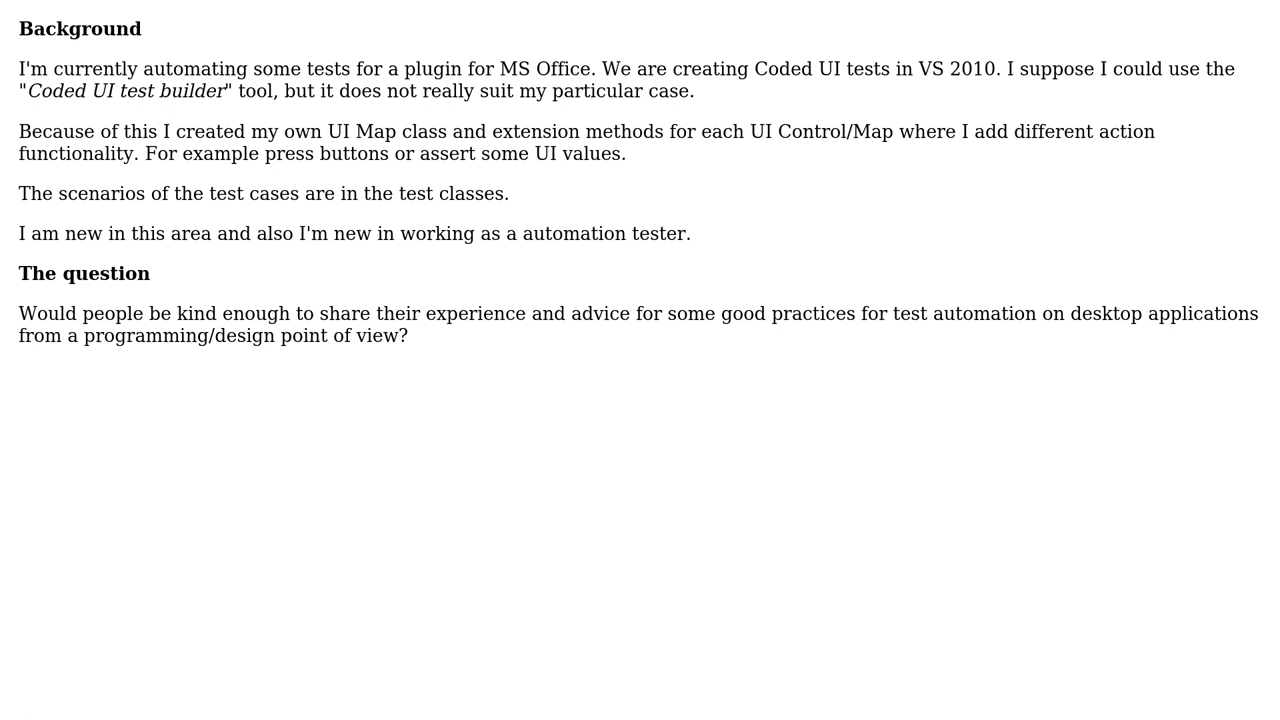 Background
I'm currently automating some tests for a plugin for MS Office. We are creating Coded UI tests in VS 2010. I suppose I could use the
"Coded UI test builder" tool, but it does not really suit my particular case.
Because of this I created my own UI Map class and extension methods for each UI Control/Map where I add different action
functionality. For example press buttons or assert some UI values.
The scenarios of the test cases are in the test classes.
I am new in this area and also I'm new in working as a automation tester.
The question
Would people be kind enough to share their experience and advice for some good practices for test automation on desktop applications
from a programming/design point of view?